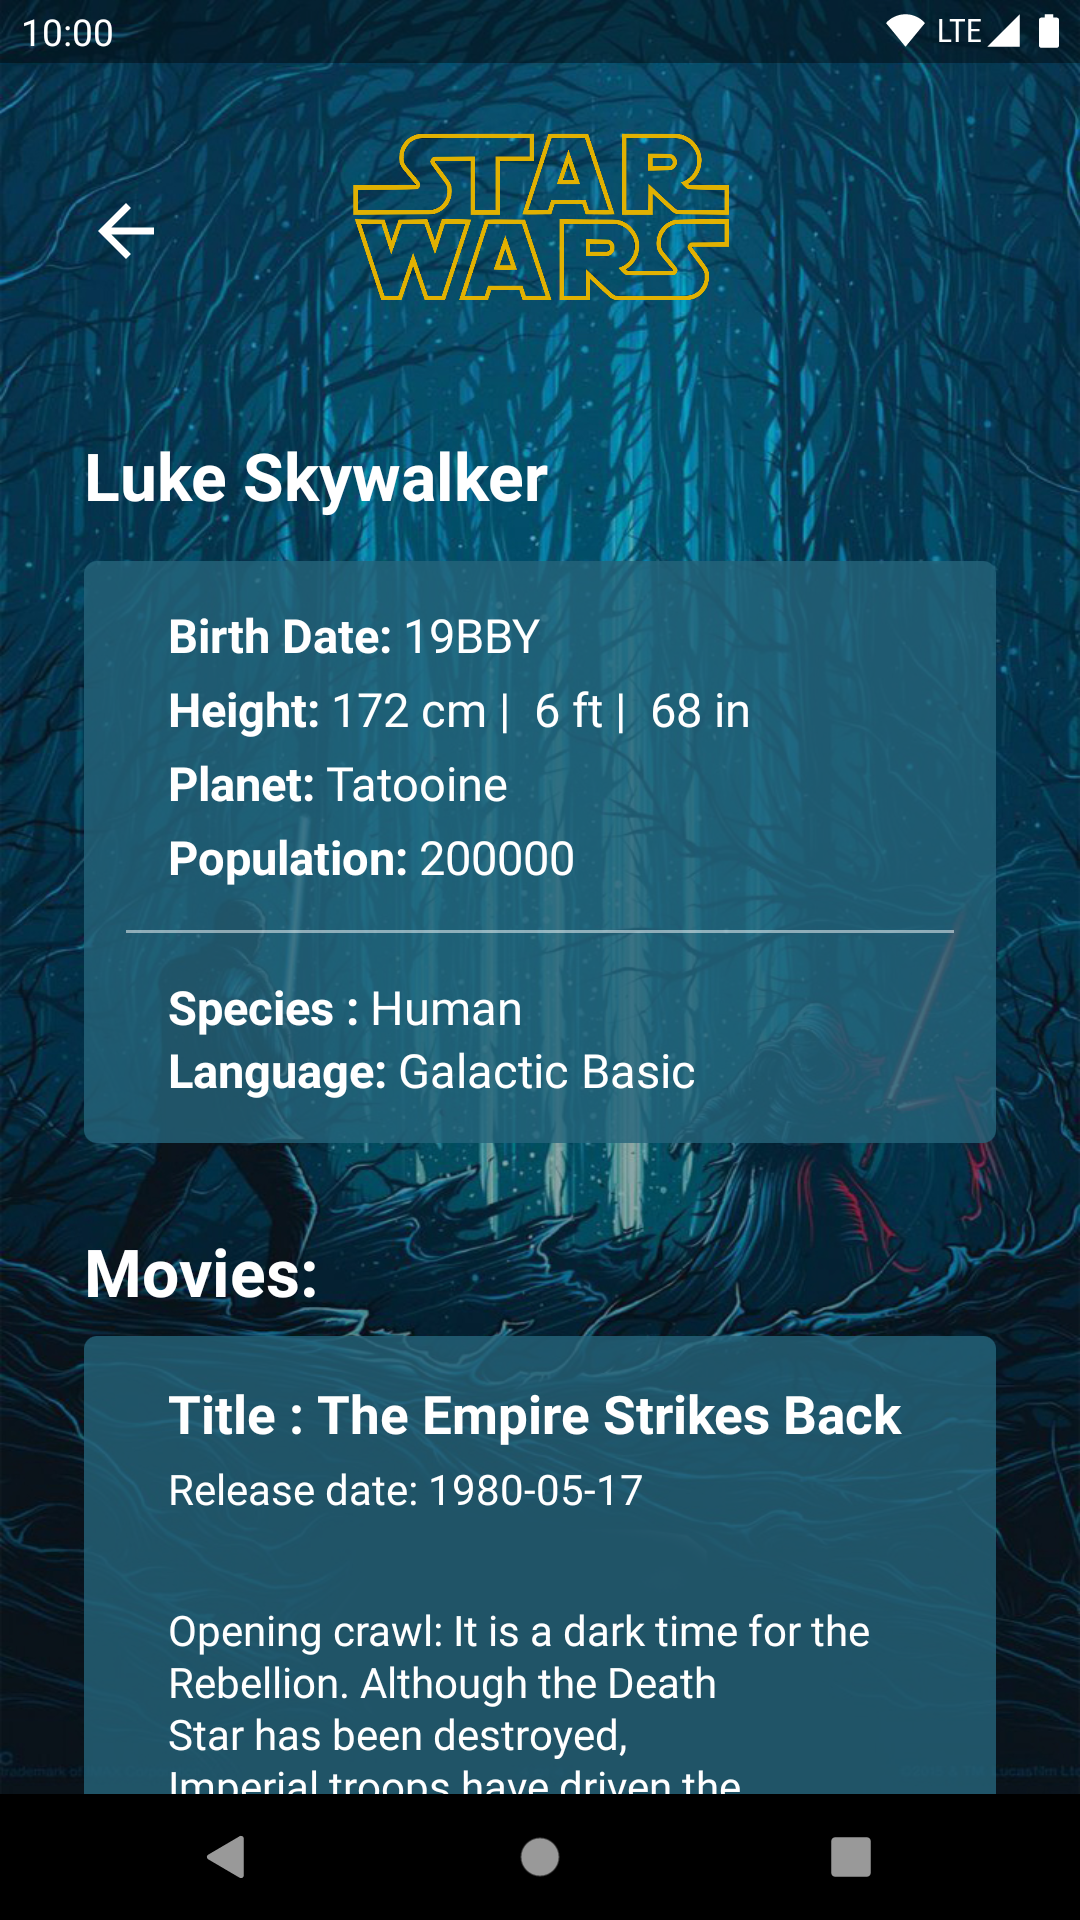 10:00 LTE
STAR
WARS
Luke Skywalker
Birth Date: 19BBY
Height: 172 cm |  6 ft |  68 in
Planet: Tatooine
Population: 200000
Species : Human
Language: Galactic Basic
Movies:
Title : The Empire Strikes Back
Release date: 1980-05-17
Opening crawl: It is a dark time for the
Rebellion. Although the Death
Star has been destroyed,
Imperial troops have driven the